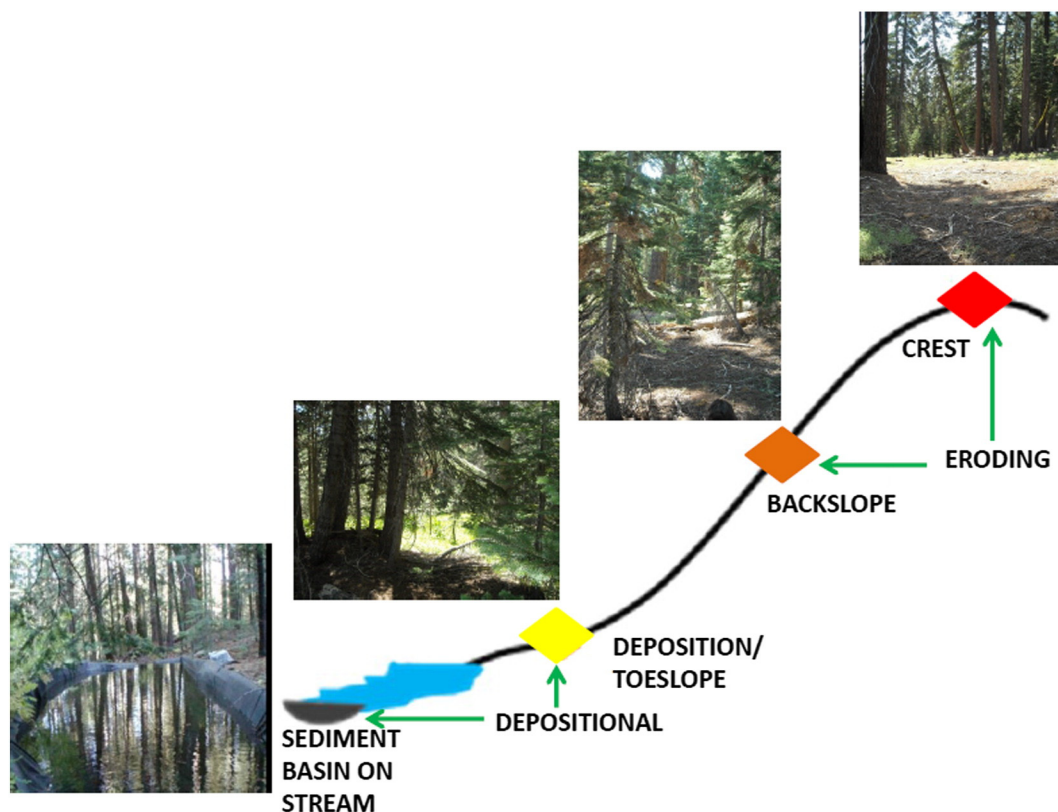 CREST
ERODING
BACKSLOPE
DEPOSITION/
TOESLOPE
DEPOSITIONAL
SEDIMENT
BASIN ON
STREAM